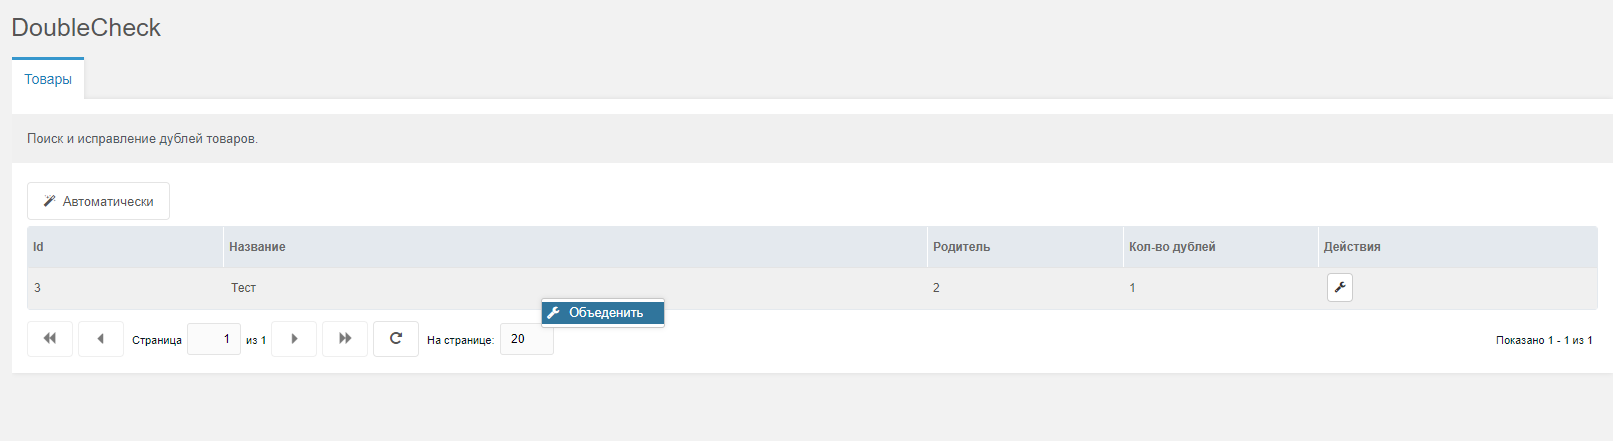 DoubleCheck
Товары
Поиск и исправление дублей товаров.
Автоматически
Id Название Родитель Кол-во дублей Действия
3 Тест 2 1
Объеденить
Страница 1 из 1 На странице: 20 Показано 1 - 1 из 1